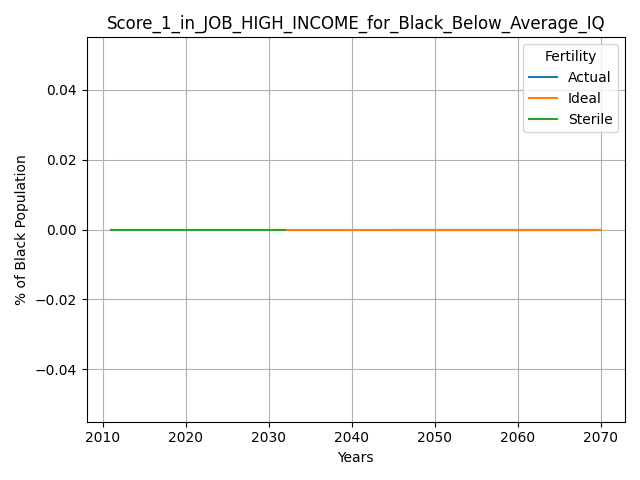 Score_1_in_JOB_HIGH_INCOME_for_Black_Below_Average_IQ
Fertility
Actual
Ideal
Sterile
% of Black Population
0.04
0.02
0.00
−0.02
−0.04
2010 2020 2030 2040 2050 2060 2070
Years